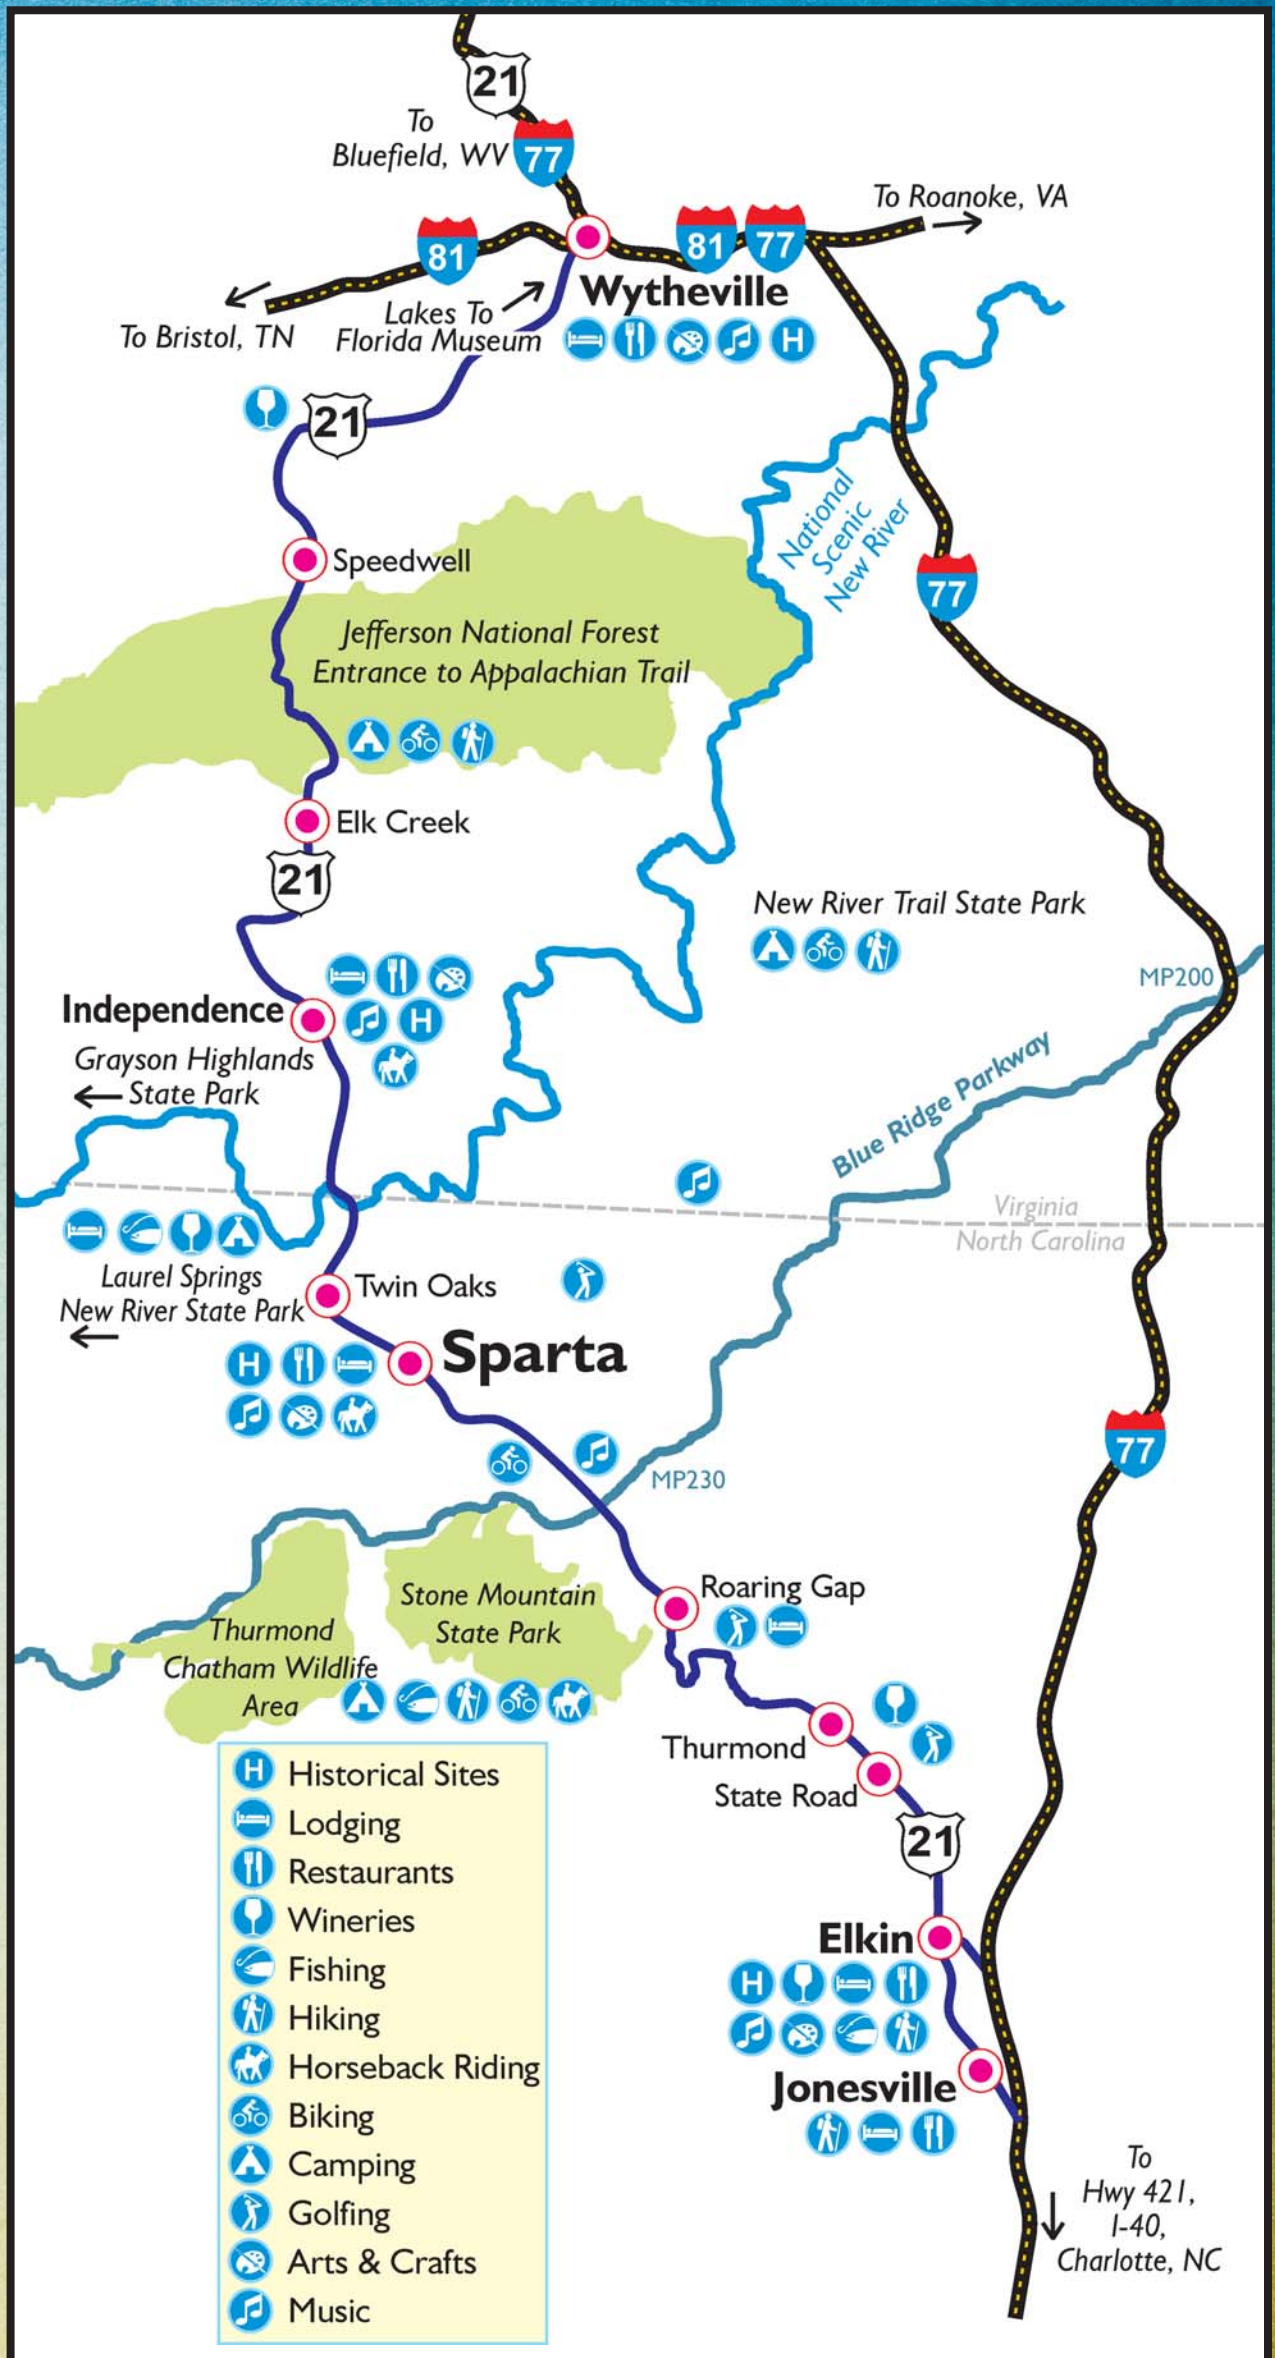 21
To
Bluefield, WV
77
To Roanoke, VA
81
81
77
Wytheville
To Bristol, TN
Lakes To
Florida Museum
H
21
National
Scenic
New River
Speedwell
77
Jefferson National Forest
Entrance to Appalachian Trail
Elk Creek
21
New River Trail State Park
MP200
Independence
H
Grayson Highlands
State Park
Blue Ridge Parkway
Virginia
North Carolina
Laurel Springs
New River State Park
Twin Oaks
Sparta
H
77
MP230
Roaring Gap
Stone Mountain
State Park
Thurmond
Chatham Wildlife
Area
Thurmond
State Road
21
H Historical Sites
Lodging
Restaurants
Wineries
Fishing
Hiking
Horseback Riding
Biking
Camping
Golfing
Arts & Crafts
Music
Elkin
H
Jonesville
To
Hwy 421,
I-40,
Charlotte, NC